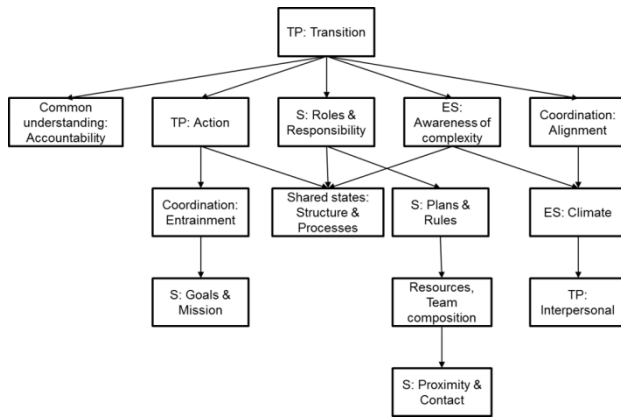 TP: Transition
Common
understanding:
Accountability
TP: Action
S: Roles &
Responsibility
ES:
Awareness of
complexity
Coordination:
Alignment
Coordination:
Entrainment
Shared states:
Structure &
Processes
S: Plans &
Rules
ES: Climate
S: Goals &
Mission
Resources,
Team
composition
TP:
Interpersonal
S: Proximity &
Contact